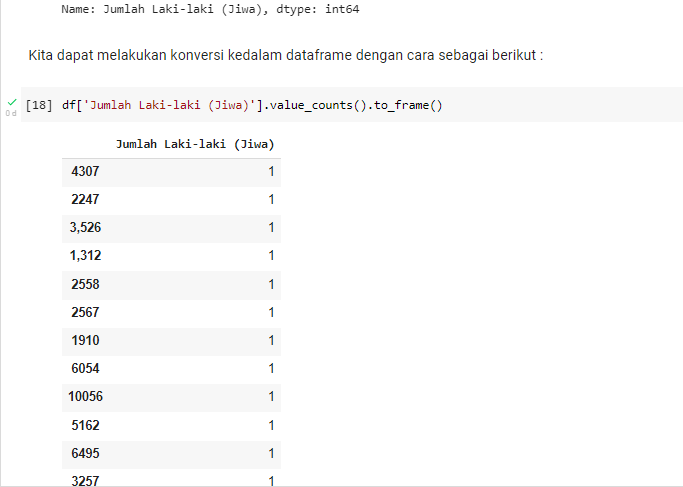 Name: Jumlah Laki-laki (Jiwa), dtype: int64
Kita dapat melakukan konversi kedalam dataframe dengan cara sebagai berikut :
[18] df['Jumlah Laki-laki (Jiwa)'].value_counts().to_frame()
0 d
Jumlah Laki-laki (Jiwa)
4307 1
2247 1
3,526 1
1,312 1
2558 1
2567 1
1910 1
6054 1
10056 1
5162 1
6495 1
3257 1